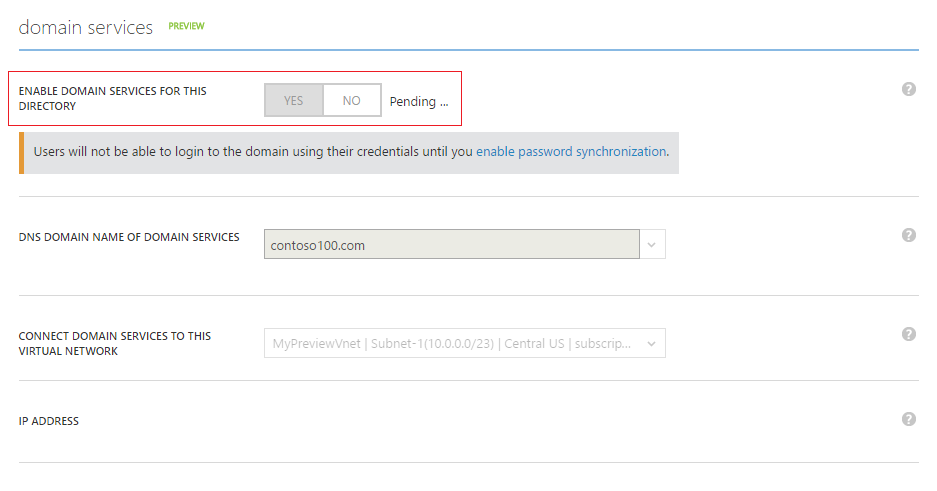 domain services PREVIEW
ENABLE DOMAIN SERVICES FOR THIS
DIRECTORY
YES NO Pending ...
?
Users will not be able to login to the domain using their credentials until you enable password synchronization.
DNS DOMAIN NAME OF DOMAIN SERVICES
contoso100.com
?
CONNECT DOMAIN SERVICES TO THIS
VIRTUAL NETWORK
MyPreviewVnet | Subnet-1(10.0.0.0/23) | Central US | subscrip...
?
IP ADDRESS
?